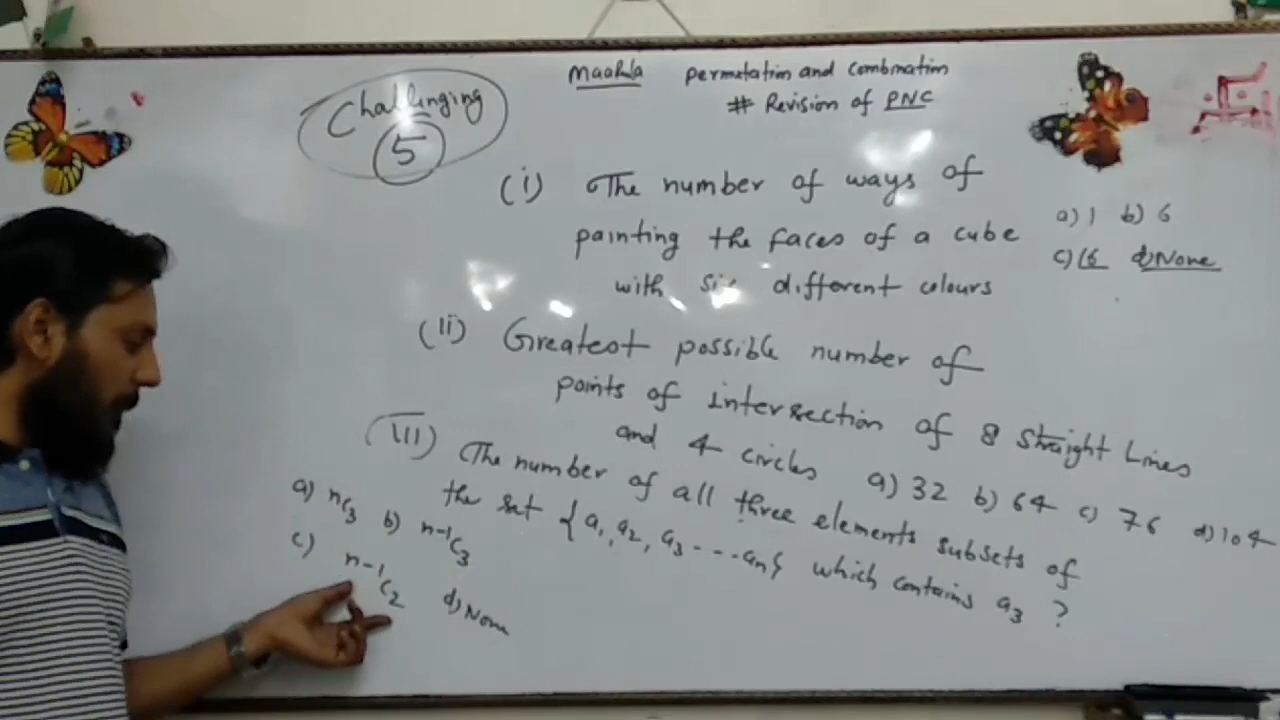 Challenging
5
Maarula permutation and combination
# Revision of PNC
(i) The number of ways of
painting the faces of a cube
with six different colours
a) 1 b) 6
c) 16 d) None
(ii) Greatest possible number of
points of intersection of 8 straight lines
and 4 circles a) 32 b) 64 c) 76 d) 104
(III) The number of all three elements subsets of
the set {a1, a2, a3 ---an} which contains a3 ?
a) nC3 b) n-1C3
c) n-1C2 d) None